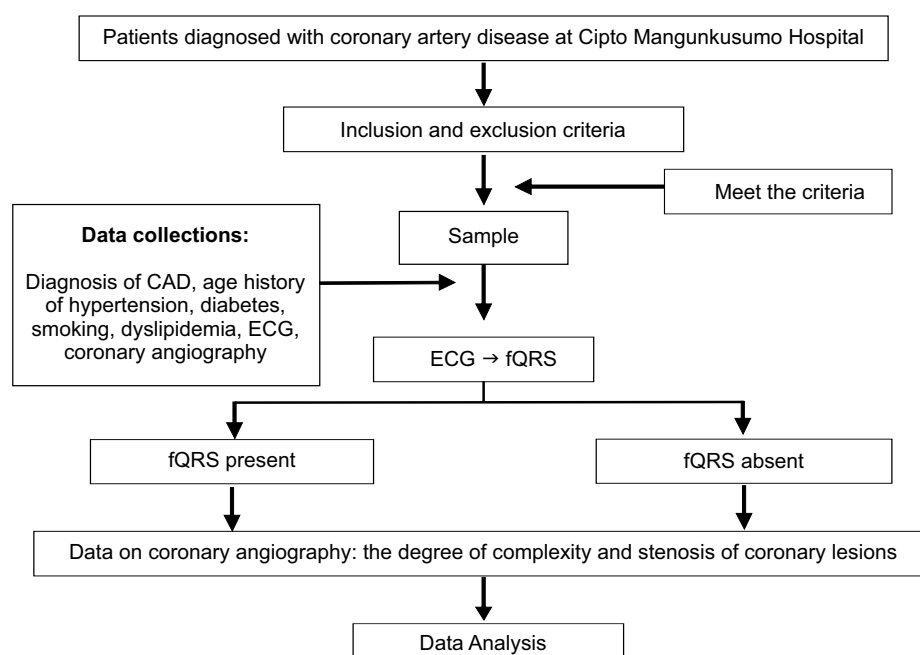 Patients diagnosed with coronary artery disease at Cipto Mangunkusumo Hospital
Inclusion and exclusion criteria
Meet the criteria
Data collections:
Diagnosis of CAD, age history
of hypertension, diabetes,
smoking, dyslipidemia, ECG,
coronary angiography
Sample
ECG → fQRS
fQRS present
fQRS absent
Data on coronary angiography: the degree of complexity and stenosis of coronary lesions
Data Analysis